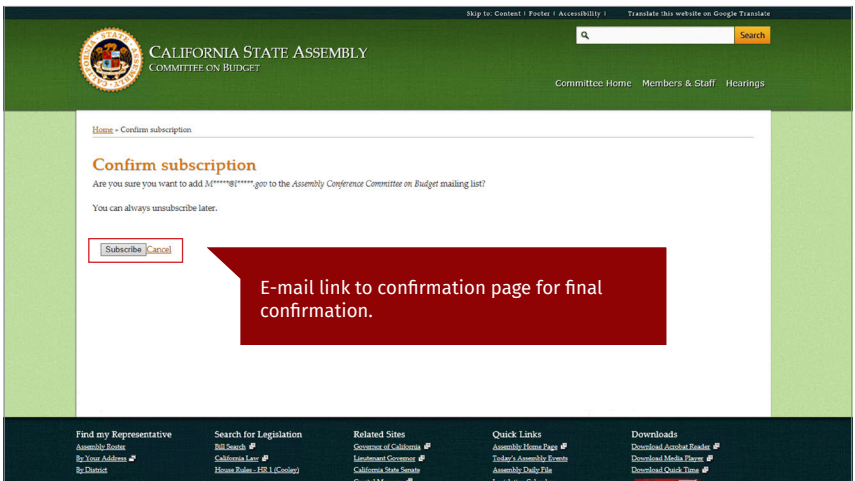 Skip to: Content | Footer | Accessibility | Translate this website on Google Translate
Search
CALIFORNIA STATE ASSEMBLY
COMMITTEE ON BUDGET
Committee Home Members & Staff Hearings
Home » Confirm subscription
Confirm subscription
Are you sure you want to add M*****@l*****.gov to the Assembly Conference Committee on Budget mailing list?
You can always unsubscribe later.
Subscribe Cancel
E-mail link to confirmation page for final
confirmation.
Find my Representative
Assembly Roster
By Your Address
By District
Search for Legislation
Bill Search
California Law
House Rules - HR 1 (Cooley)
Related Sites
Governor of California
Lieutenant Governor
California State Senate
Quick Links
Assembly Home Page
Today's Assembly Events
Assembly Daily File
Downloads
Download Acrobat Reader
Download Media Player
Download Quick Time